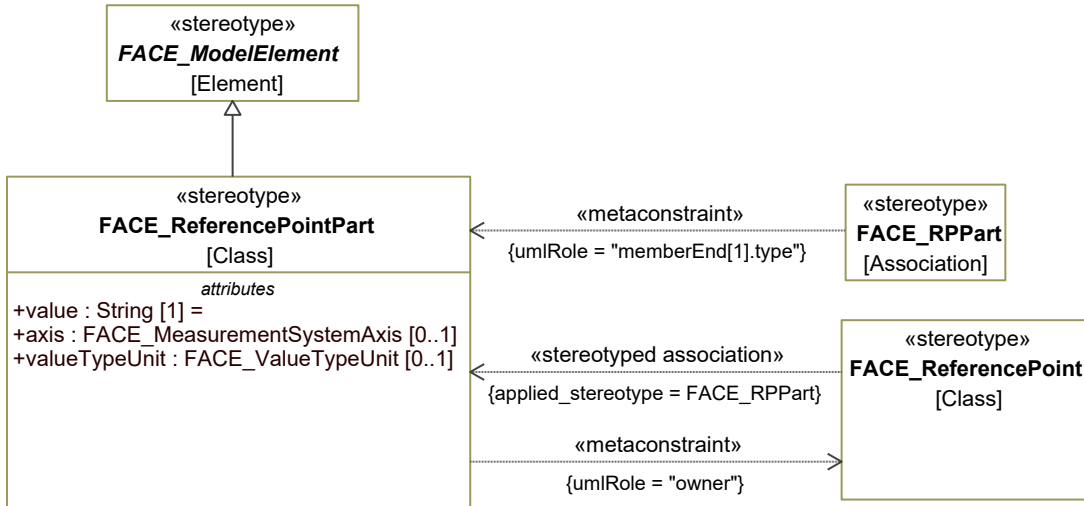 «stereotype»
FACE_ModelElement
[Element]
«stereotype»
FACE_ReferencePointPart
[Class]
attributes
+value : String [1] =
+axis : FACE_MeasurementSystemAxis [0..1]
+valueTypeUnit : FACE_ValueTypeUnit [0..1]
«metaconstraint»
{umlRole = "memberEnd[1].type"}
«stereotype»
FACE_RPPart
[Association]
«stereotyped association»
{applied_stereotype = FACE_RPPart}
«stereotype»
FACE_ReferencePoint
[Class]
«metaconstraint»
{umlRole = "owner"}